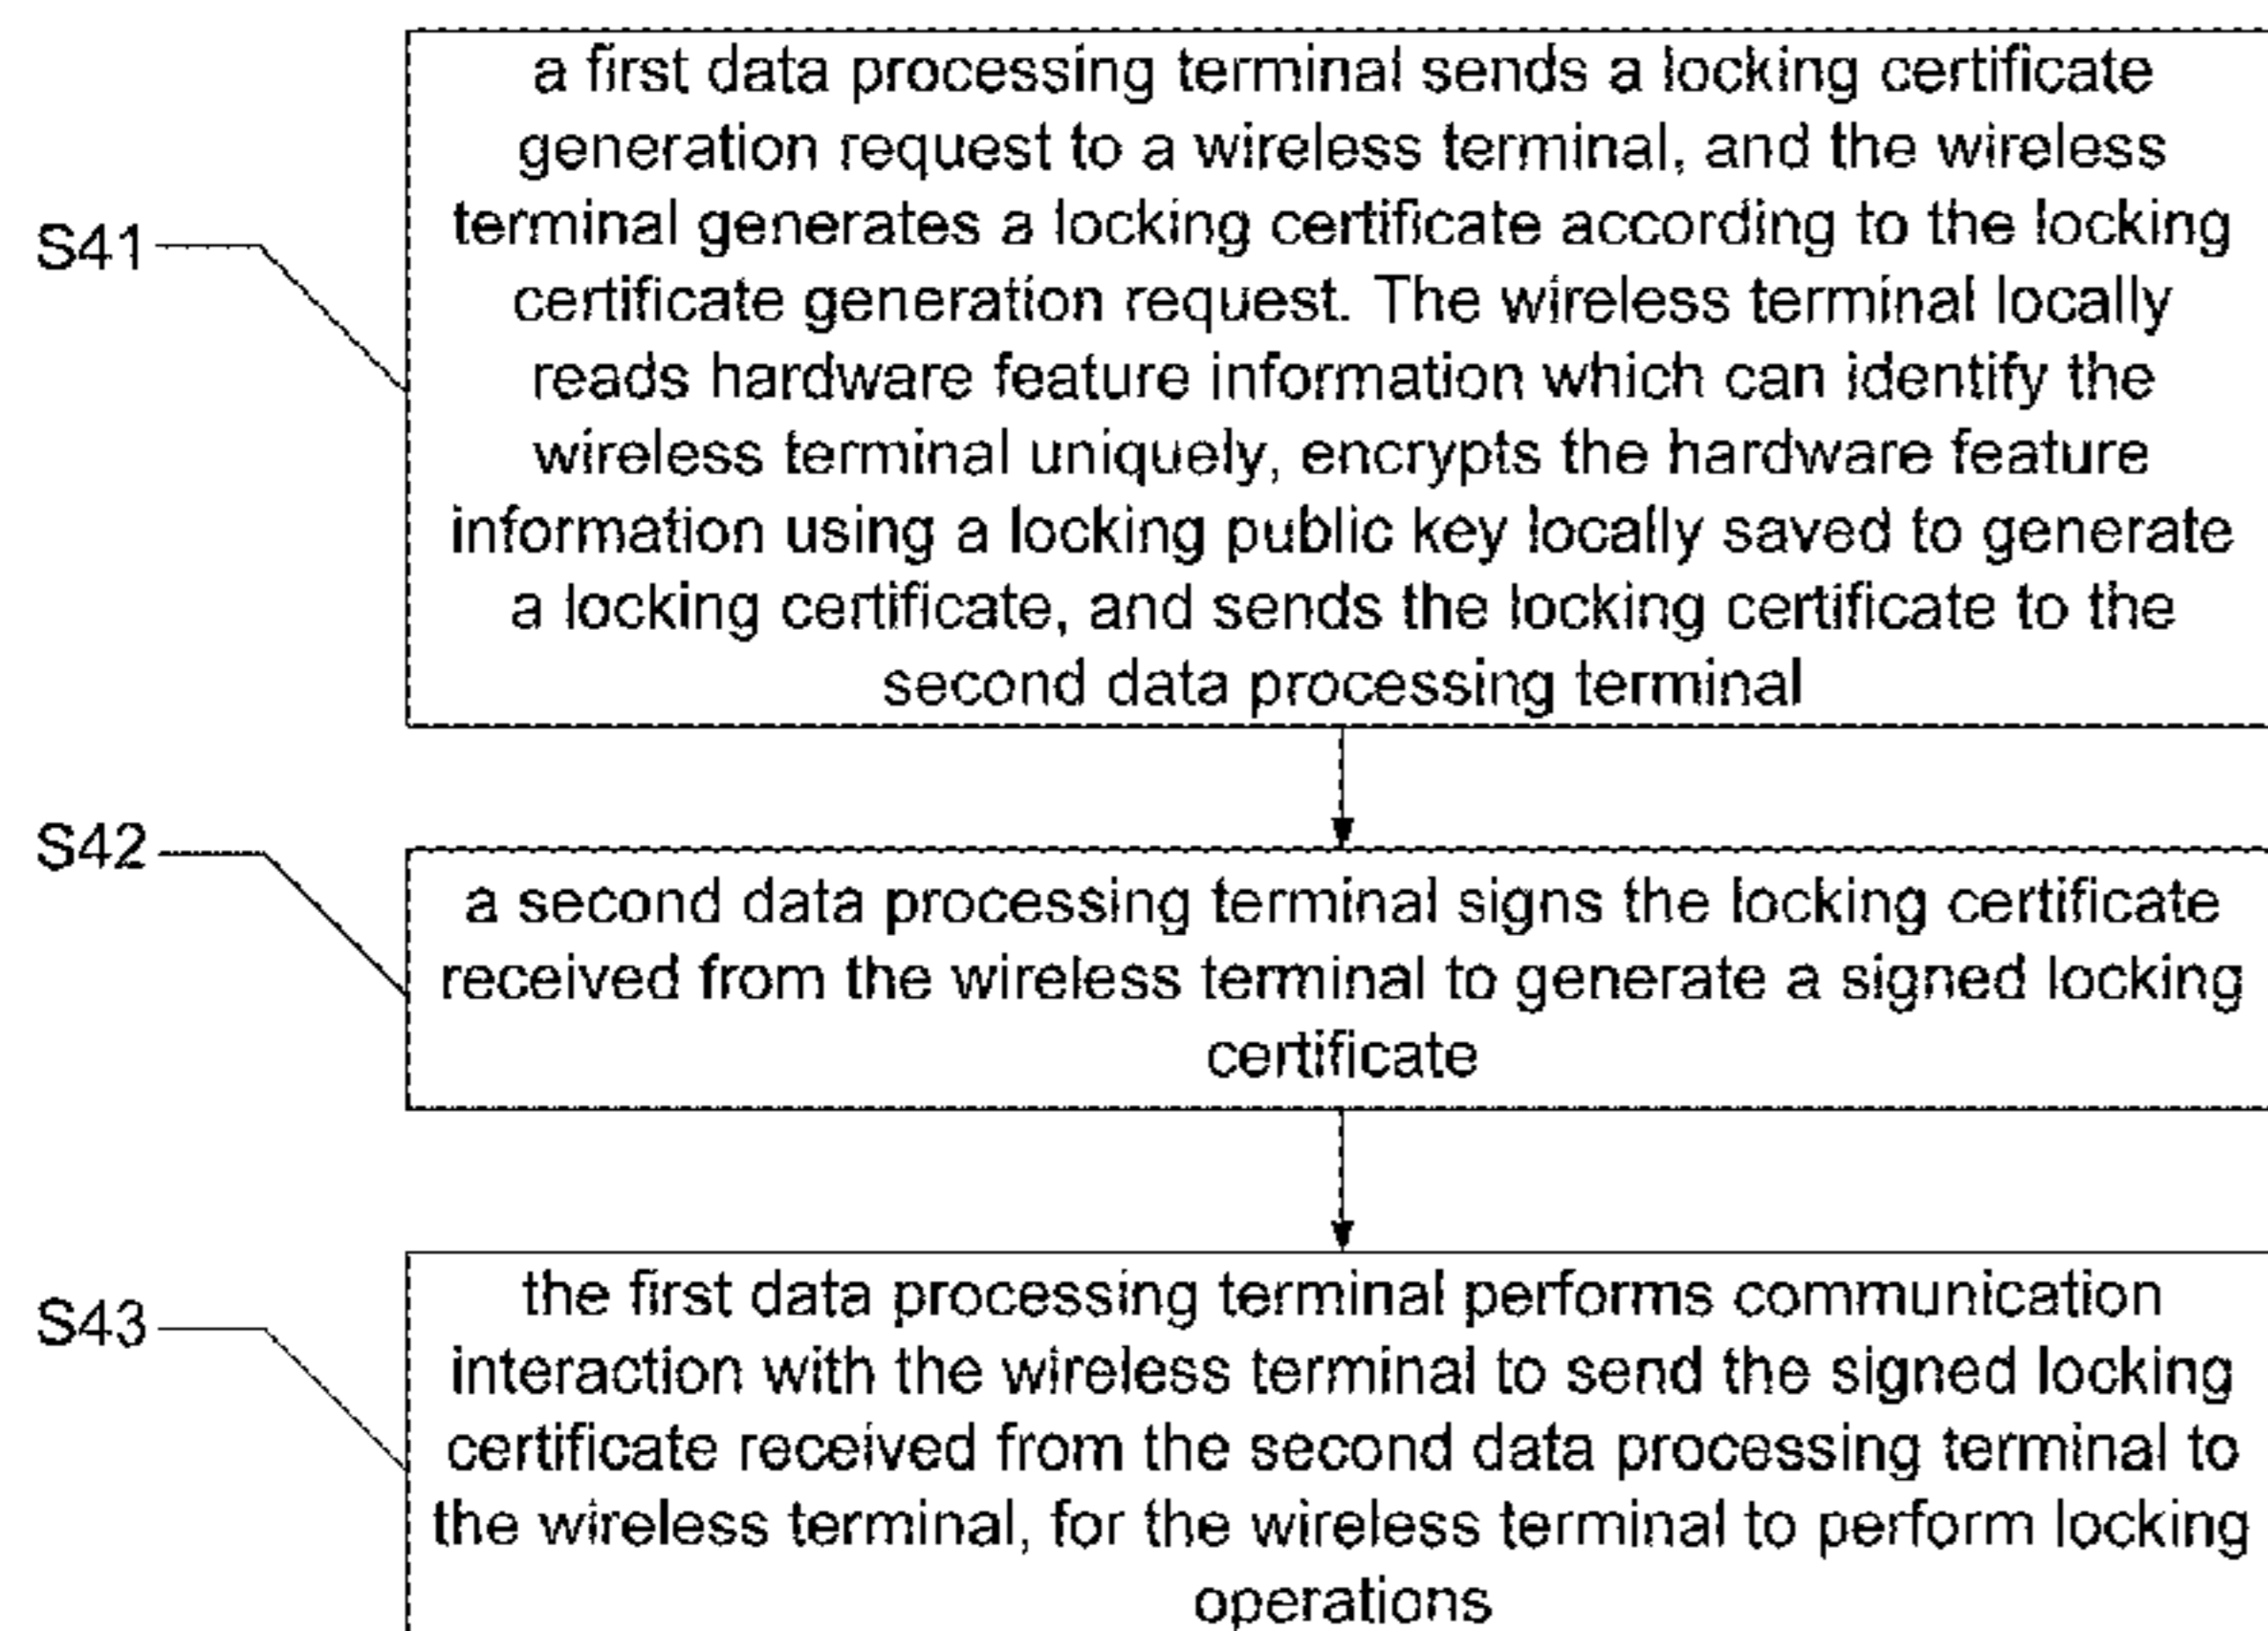 a first data processing terminal sends a locking certificate
generation request to a wireless terminal, and the wireless
S41
terminal generates a locking certificate according to the locking
certificate generation request. The wireless terminal locally
reads hardware feature information which can identify the
wireless terminal uniquely, encrypts the hardware feature
information using a locking public key locally saved to generate
a locking certificate, and sends the locking certificate to the
second data processing terminal
S42
a second data processing terminal signs the locking certificate
received from the wireless terminal to generate a signed locking
certificate
S43
the first data processing terminal performs communication
interaction with the wireless terminal to send the signed locking
certificate received from the second data processing terminal to
the wireless terminal, for the wireless terminal to perform locking
operations